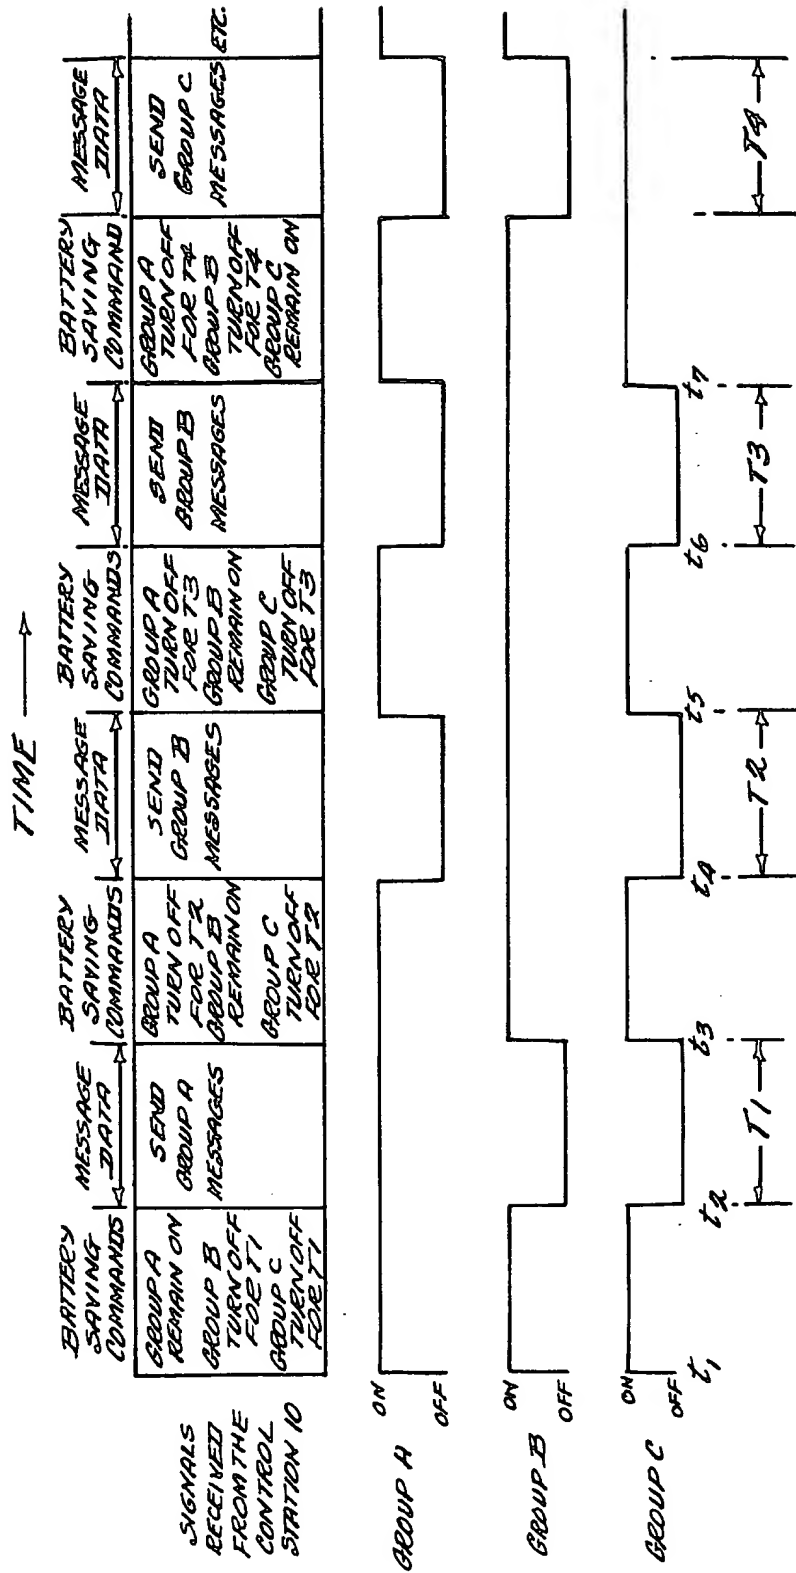 TIME
BATTERY
SAVING
COMMANDS
MESSAGE
DATA
BATTERY
SAVING
COMMANDS
MESSAGE
DATA
BATTERY
SAVING
COMMANDS
MESSAGE
DATA
BATTERY
SAVING
COMMAND
MESSAGE
DATA
SIGNALS
RECEIVED
FROM THE
CONTROL
STATION 10
GROUP A
REMAIN ON
GROUP B
TURN OFF
FOR T1
GROUP C
TURN OFF
FOR T1
SEND
GROUP A
MESSAGES
GROUP A
TURN OFF
FOR T2
GROUP B
REMAIN ON
GROUP C
TURN OFF
FOR T2
SEND
GROUP B
MESSAGES
GROUP A
TURN OFF
FOR T3
GROUP B
REMAIN ON
GROUP C
TURN OFF
FOR T3
SEND
GROUP B
MESSAGES
GROUP A
TURN OFF
FOR T4
GROUP B
TURN OFF
FOR T4
GROUP C
REMAIN ON
SEND
GROUP C
MESSAGES
ETC.
GROUP A
ON
OFF
GROUP B
ON
OFF
GROUP C
ON
OFF
t1
t2
t3
t4
t5
t6
t7
T1
T2
T3
T4